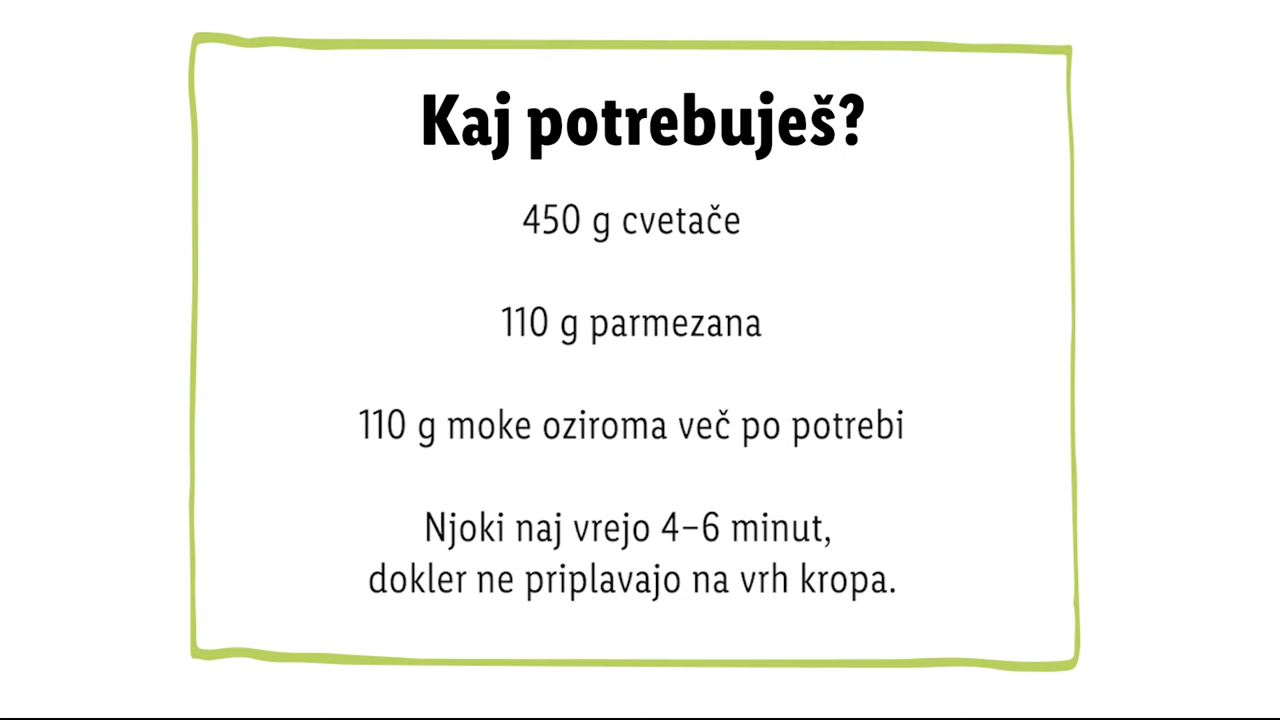 Kaj potrebuješ?
450 g cvetače
110 g parmezana
110 g moke oziroma več po potrebi
Njoki naj vrejo 4–6 minut,
dokler ne priplavajo na vrh kropa.